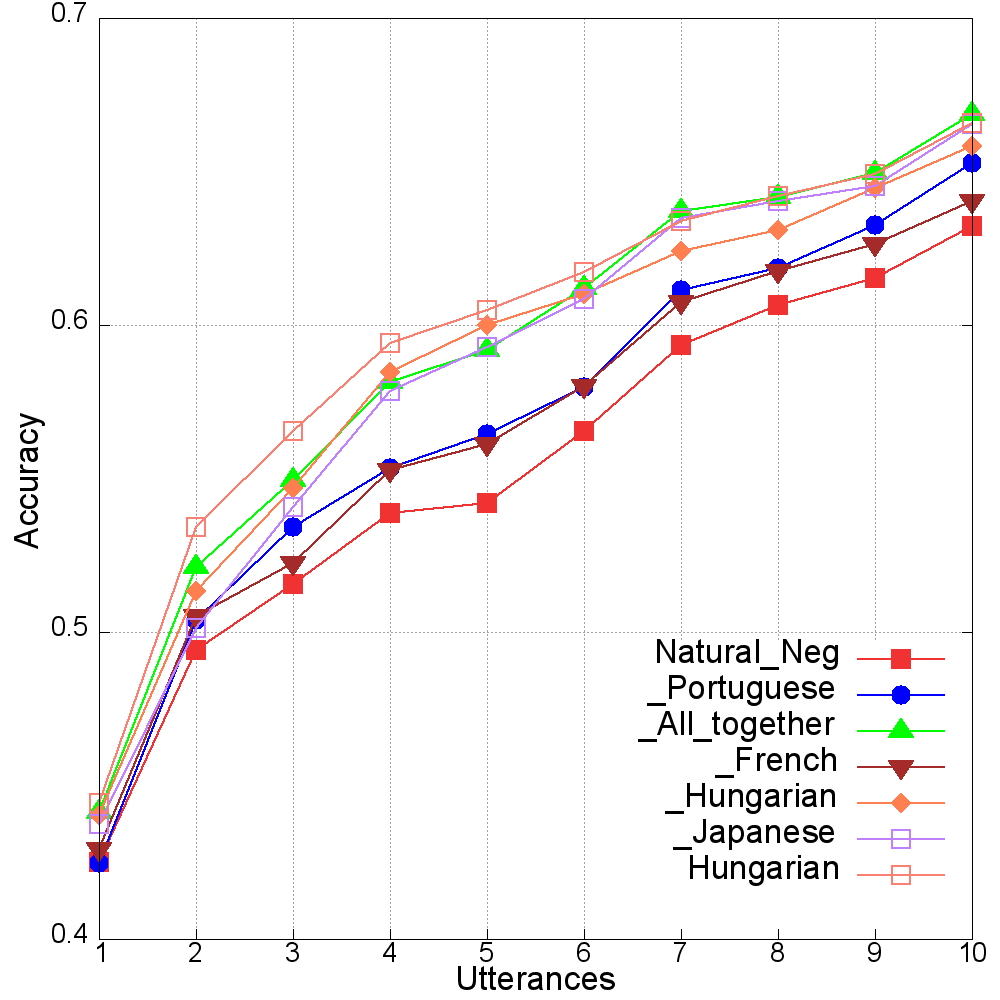 0.7
0.6
0.5
0.4
Accuracy
Natural_Neg
_Portuguese
_All_together
_French
_Hungarian
_Japanese
Hungarian
1 2 3 4 5 6 7 8 9 10
Utterances